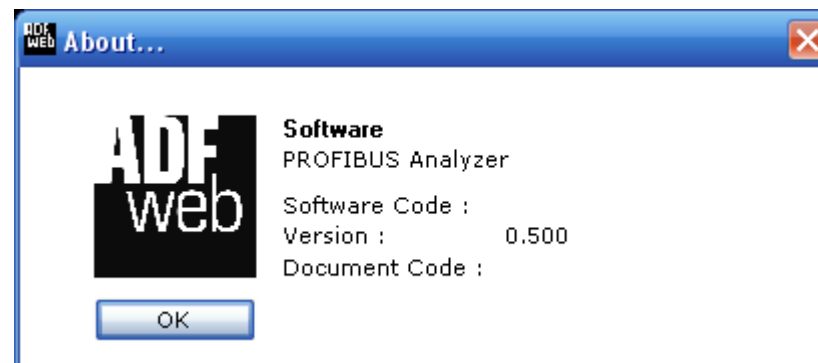 ADF
WEB About...
ADF
web
Software
PROFIBUS Analyzer
Software Code :
Version : 0.500
Document Code :
OK